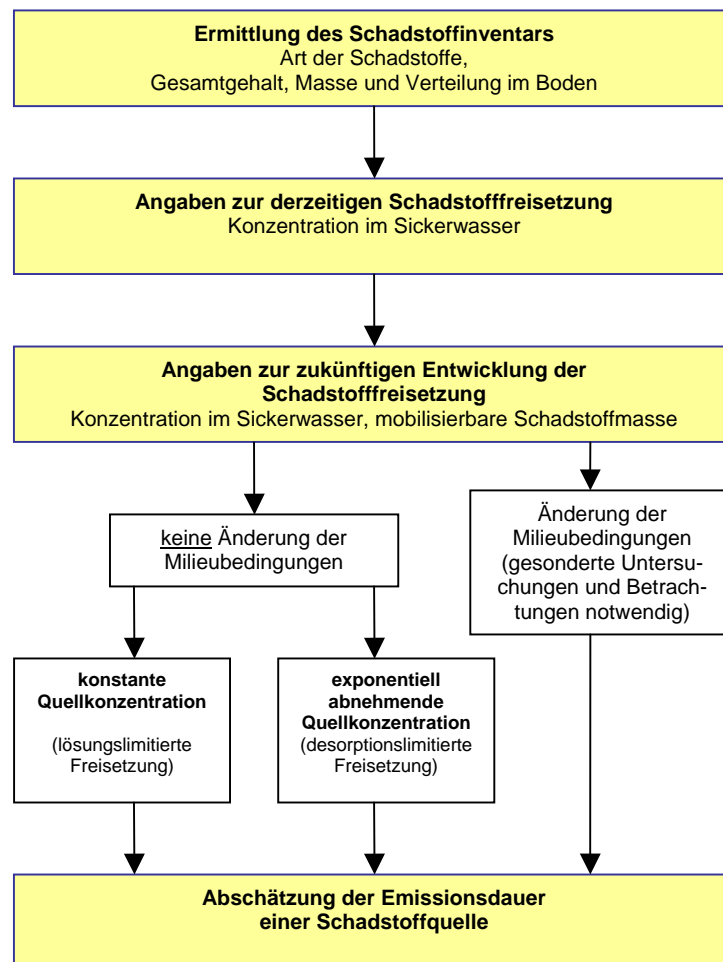 Ermittlung des Schadstoffinventars
Art der Schadstoffe,
Gesamtgehalt, Masse und Verteilung im Boden
Angaben zur derzeitigen Schadstofffreisetzung
Konzentration im Sickerwasser
Angaben zur zukünftigen Entwicklung der
Schadstofffreisetzung
Konzentration im Sickerwasser, mobilisierbare Schadstoffmasse
keine Änderung der
Milieubedingungen
Änderung der
Milieubedingungen
(gesonderte Untersu-
chungen und Betrach-
tungen notwendig)
konstante
Quellkonzentration
(lösungslimitierte
Freisetzung)
exponentiell
abnehmende
Quellkonzentration
(desorptionslimitierte
Freisetzung)
Abschätzung der Emissionsdauer
einer Schadstoffquelle